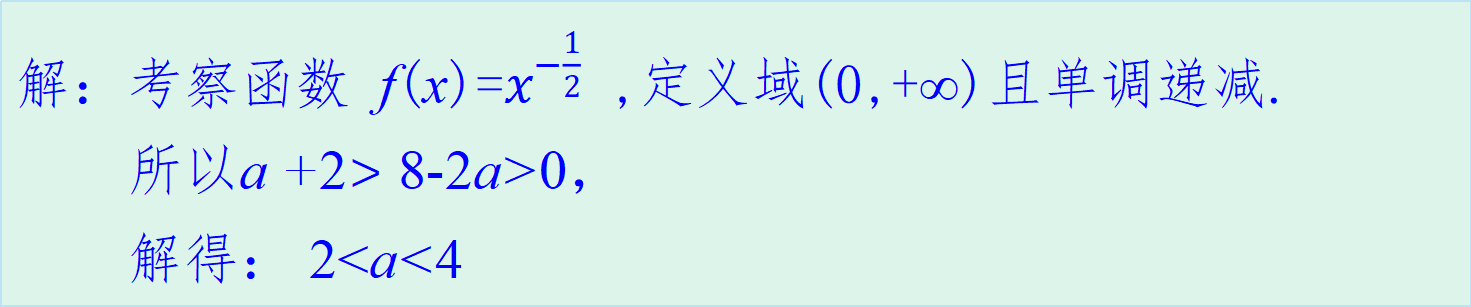 解：考察函数 f(x)=x^{-\frac{1}{2}} ,定义域(0,+∞)且单调递减.
所以a +2> 8-2a>0，
解得： 2<a<4